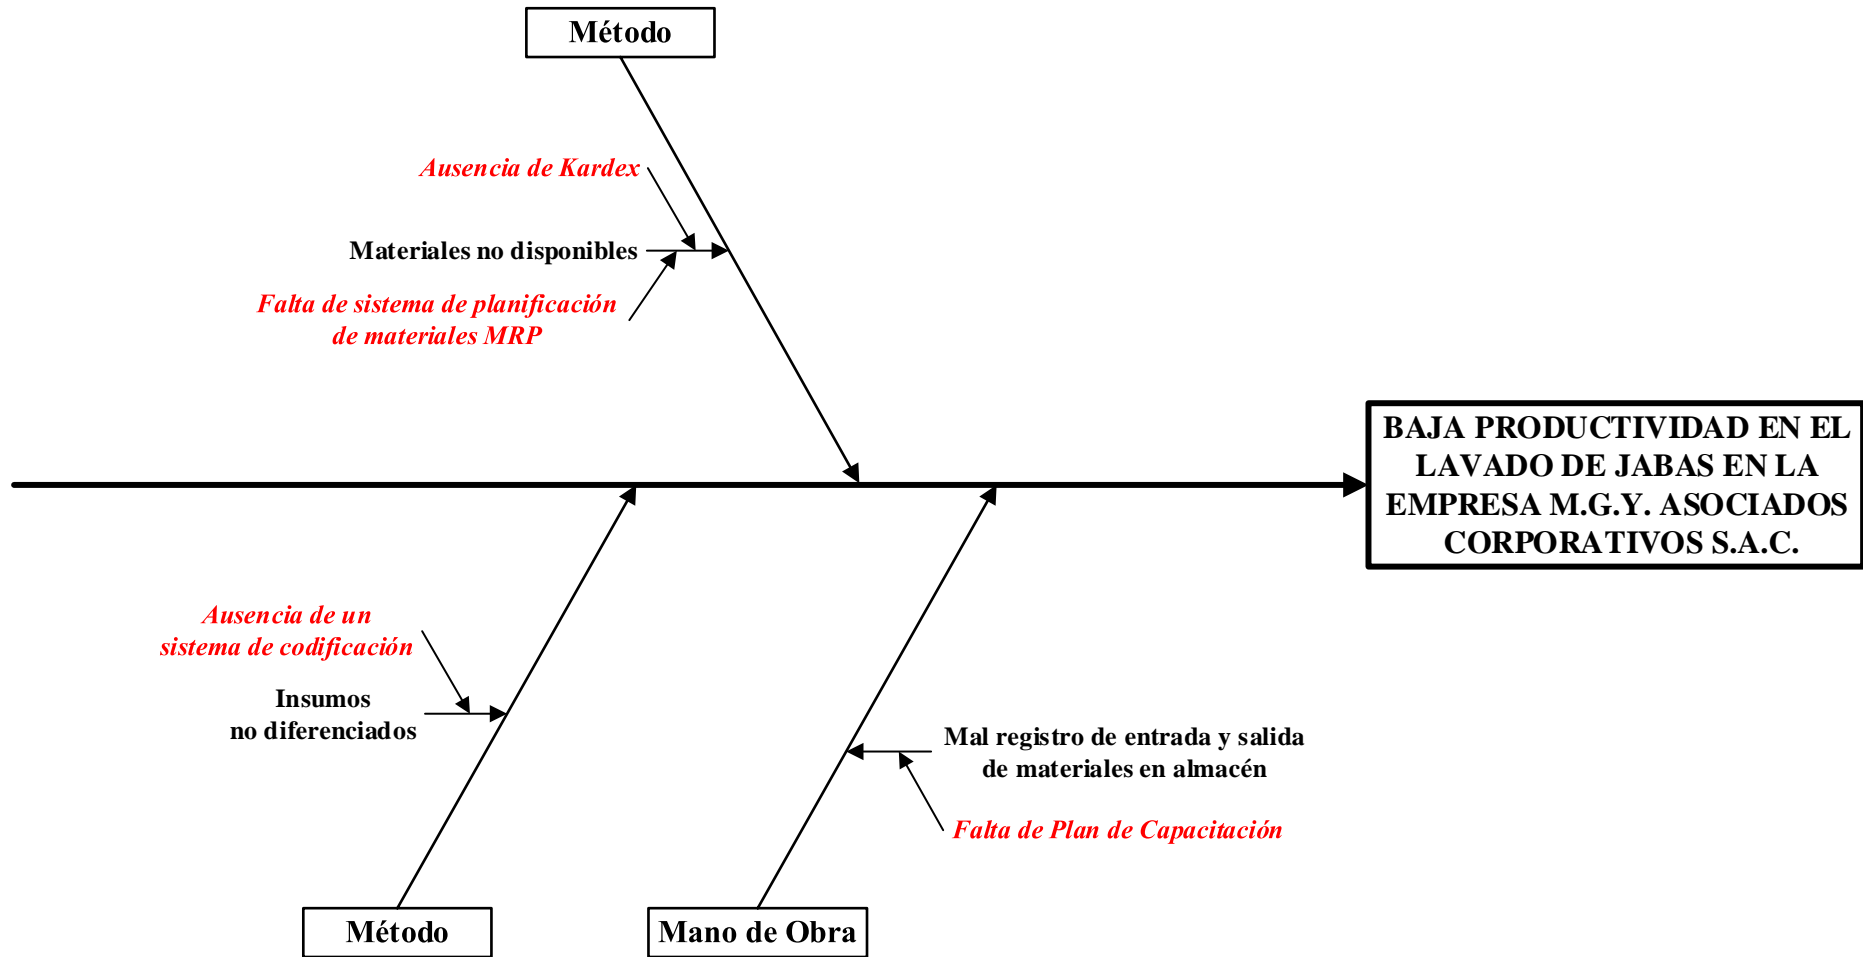 Método
Ausencia de Kardex
Materiales no disponibles
Falta de sistema de planificación
de materiales MRP
BAJA PRODUCTIVIDAD EN EL
LAVADO DE JABAS EN LA
EMPRESA M.G.Y. ASOCIADOS
CORPORATIVOS S.A.C.
Ausencia de un
sistema de codificación
Insumos
no diferenciados
Mal registro de entrada y salida
de materiales en almacén
Falta de Plan de Capacitación
Método
Mano de Obra